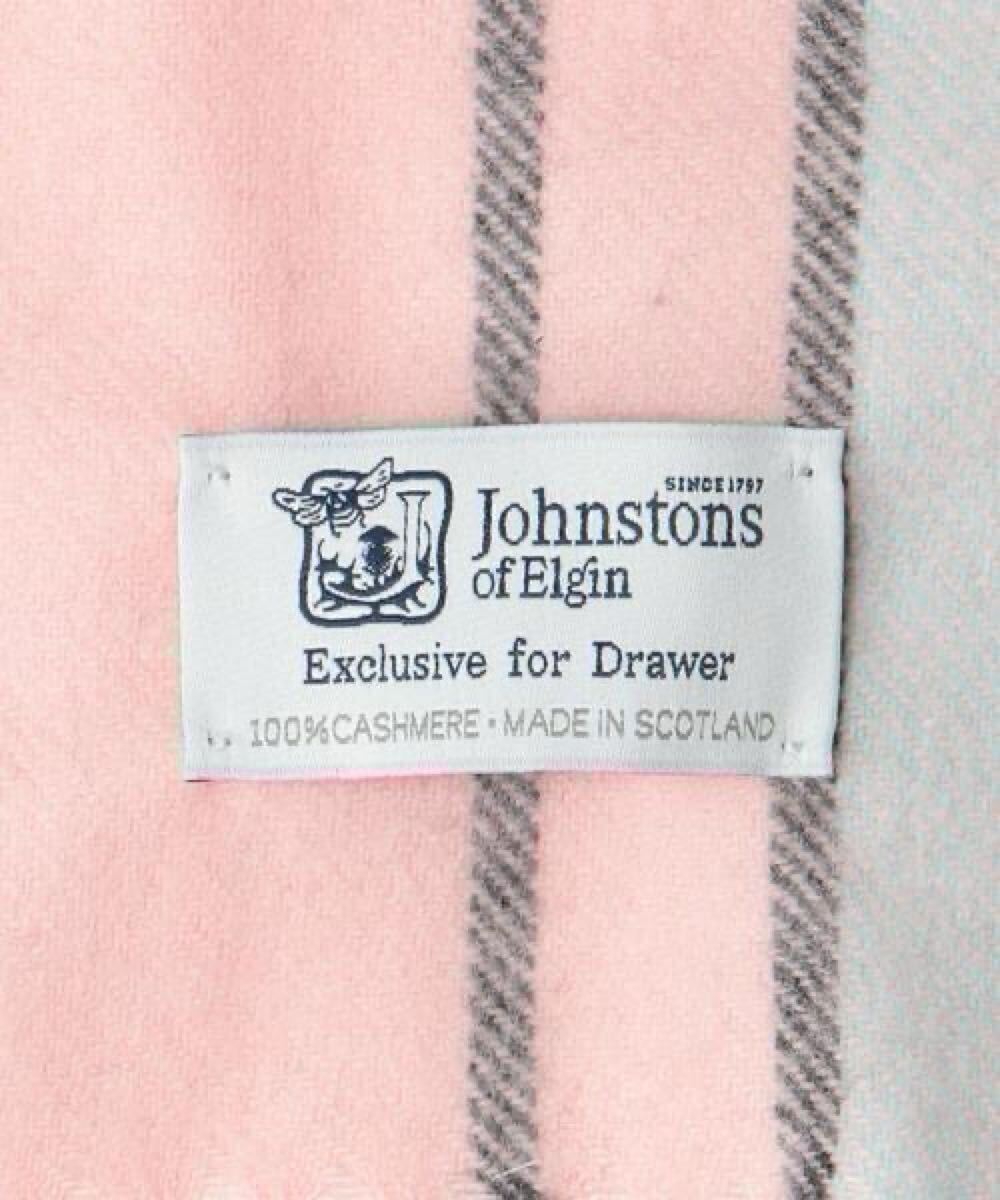 SINCE 1797
Johnstons
of Elgin
Exclusive for Drawer
100% CASHMERE • MADE IN SCOTLAND